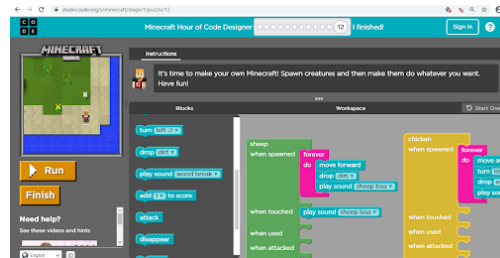 studio.code.org/s/minecraft/stage/1/puzzle/12
C O
D E
Minecraft Hour of Code Designer
12
I finished!
Sign in
?
MINECRAFT
Instructions
It's time to make your own Minecraft! Spawn creatures and then make them do whatever you want.
Have fun!
Blocks
Workspace
Start Ove
turn left
drop dirt
play sound wood break
add 1 to score
attack
disappear
Run
Finish
Need help?
See these videos and hints
English
sheep
when spawned
forever
do
move forward
drop dirt
play sound sheep baa
when touched
play sound sheep baa
when used
when attacked
chicken
when spawned
forever
do
turn
drop
play so
when touched
when used
when attacked